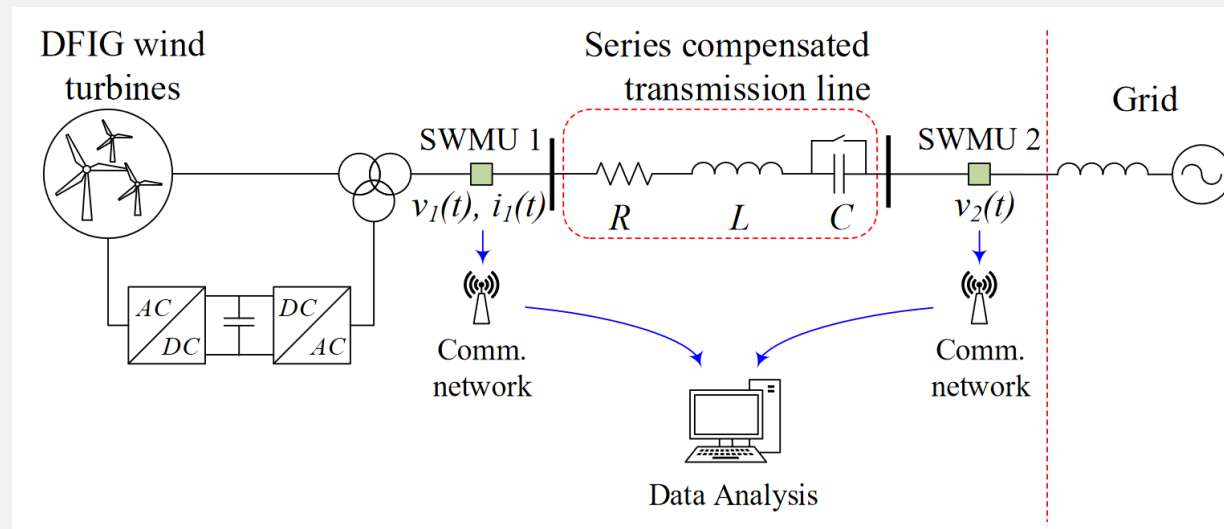 DFIG wind
turbines
Series compensated
transmission line
Grid
SWMU 1
SWMU 2
v1(t), i1(t)
R
L
C
v2(t)
AC
DC
DC
AC
Comm.
network
Comm.
network
Data Analysis